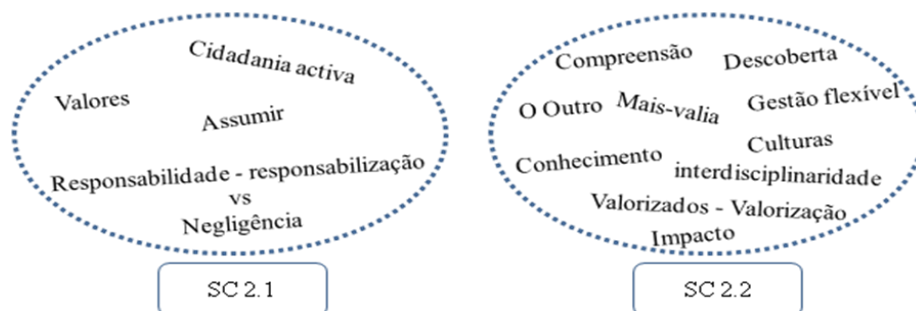 Cidadania activa
Valores
Assumir
Responsabilidade - responsabilização
vs
Negligência
SC 2.1
Compreensão
Descoberta
O Outro
Mais-valia
Gestão flexível
Culturas
Conhecimento
interdisciplinaridade
Valorizados - Valorização
Impacto
SC 2.2